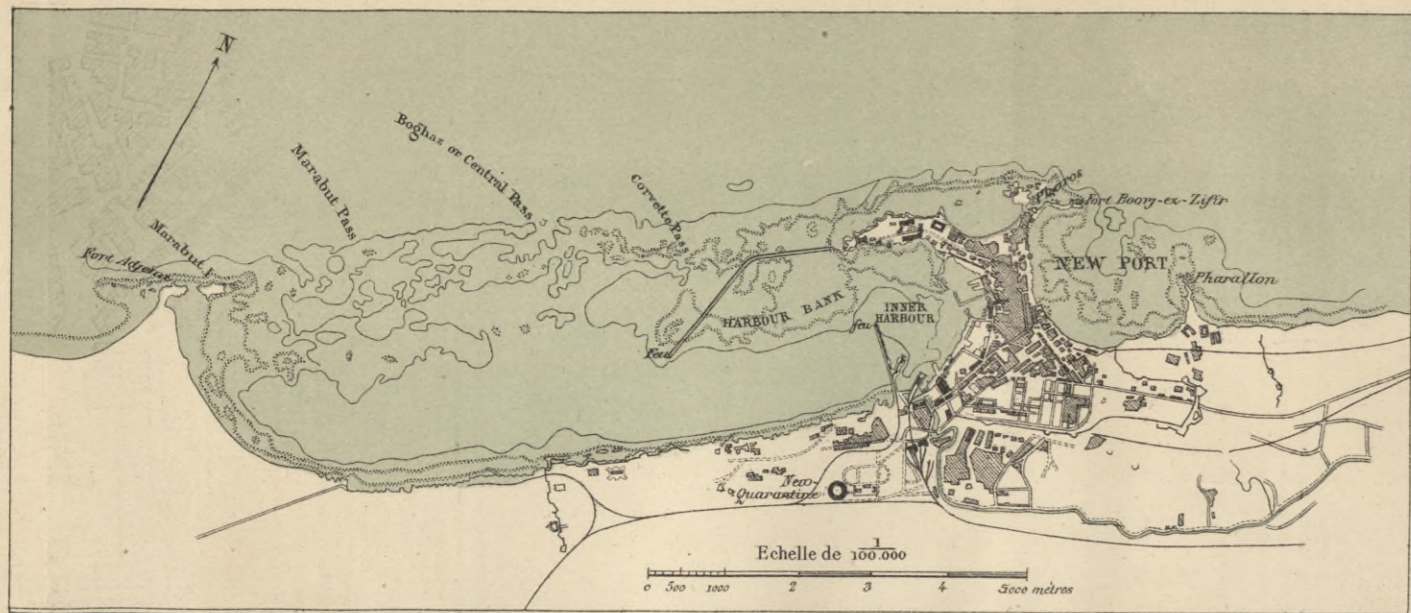 N
Boghaz or Central Pass
Marabut Pass
Corvette Pass
Pharos
Fort Boorg-ex-Ziffir
Marabut I.
Fort Adjemi
NEW PORT
Pharallon
HARBOUR BANK
INNER
HARBOUR
feu
Feu
New-
Quarantine
Echelle de 1/100.000
0 500 1000 2 3 4 5000 mètres